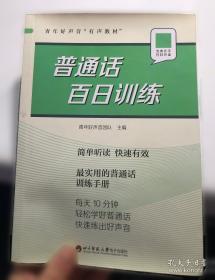 青年好声音"有声教材"
普通话
百日训练
青年好声音团队 主编
简单听读 快速有效
最实用的普通话
训练手册
每天10分钟
轻松学好普通话
快速练出好声音